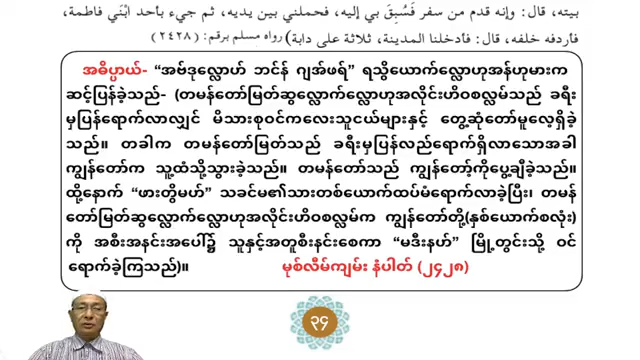 بيته، قال: وإنه قدم من سفر فَسُبِقَ بي إليه، فحملني بين يديه، ثم جيء بأحد ابْنَي فاطمة،
فأردفه خلفه، قال: فأدخلنا المدينة، ثلاثة على دابة) رواه مسلم برقم: (٢٤٢٨)
အဓိပ္ပာယ်- “အဗ်ဒုလ္လောဟ် ဘင်န် ဂျအ်ဖရ်” ရသွိယောက်လ္လောဟုအန်ဟုမားက
ဆင့်ပြန်ခဲ့သည်- (တမန်တော်မြတ်ဆွလ္လောက်လ္လောဟုအလိုင်းဟိဝစလ္လမ်သည် ခရီး
မှပြန်ရောက်လာလျှင် မိသားစုဝင်ကလေးသူငယ်များနှင့် တွေ့ဆုံတော်မူလေ့ရှိခဲ့
သည်။ တခါက တမန်တော်မြတ်သည် ခရီးမှပြန်လည်ရောက်ရှိလာသောအခါ
ကျွန်တော်က သူ့ထံသို့သွားခဲ့သည်။ တမန်တော်သည် ကျွန်တော့်ကိုပွေ့ချီခဲ့သည်။
ထို့နောက် “ဖားတွိမဟ်” သခင်မ၏သားတစ်ယောက်ထပ်မံရောက်လာခဲ့ပြီး၊ တမန်
တော်မြတ်ဆွလ္လောက်လ္လောဟုအလိုင်းဟိဝစလ္လမ်က ကျွန်တော်တို့(နှစ်ယောက်စလုံး)
ကို အစီးအနင်းအပေါ်၌ သူနှင့်အတူစီးနင်းစေကာ “မဒီးနဟ်” မြို့တွင်းသို့ ဝင်
ရောက်ခဲ့ကြသည်)။ မုစ်လီမ်ကျမ်း နံပါတ် (၂၄၂၈)
၃၆